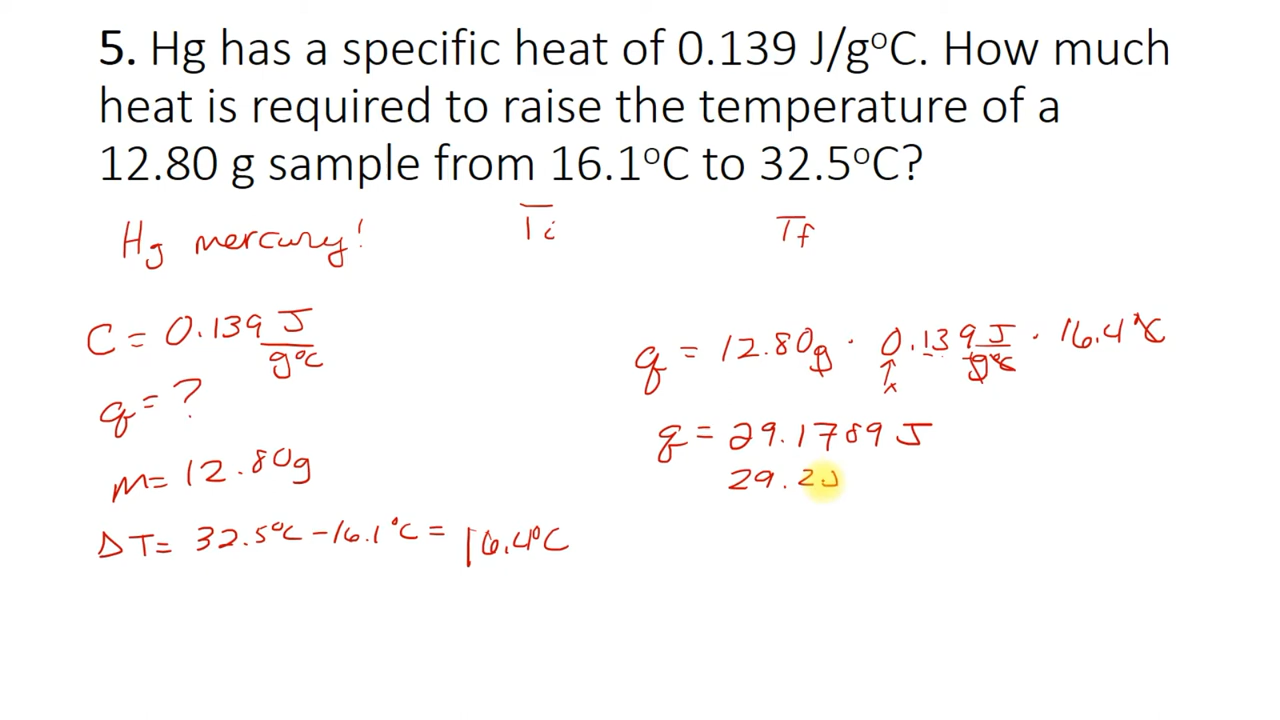 5. Hg has a specific heat of 0.139 J/g°C. How much
heat is required to raise the temperature of a
12.80 g sample from 16.1°C to 32.5°C?
Hg mercury!
Ti
Tf
C = 0.139 J/g°C
q = ?
m = 12.80g
ΔT = 32.5°C - 16.1°C = 16.4°C
q = 12.80g · 0.139 J/g°C · 16.4°C
x
q = 29.1789 J
29.2J